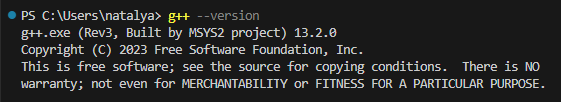 PS C:\Users\natalya> g++ --version
g++.exe (Rev3, Built by MSYS2 project) 13.2.0
Copyright (C) 2023 Free Software Foundation, Inc.
This is free software; see the source for copying conditions.  There is NO
warranty; not even for MERCHANTABILITY or FITNESS FOR A PARTICULAR PURPOSE.